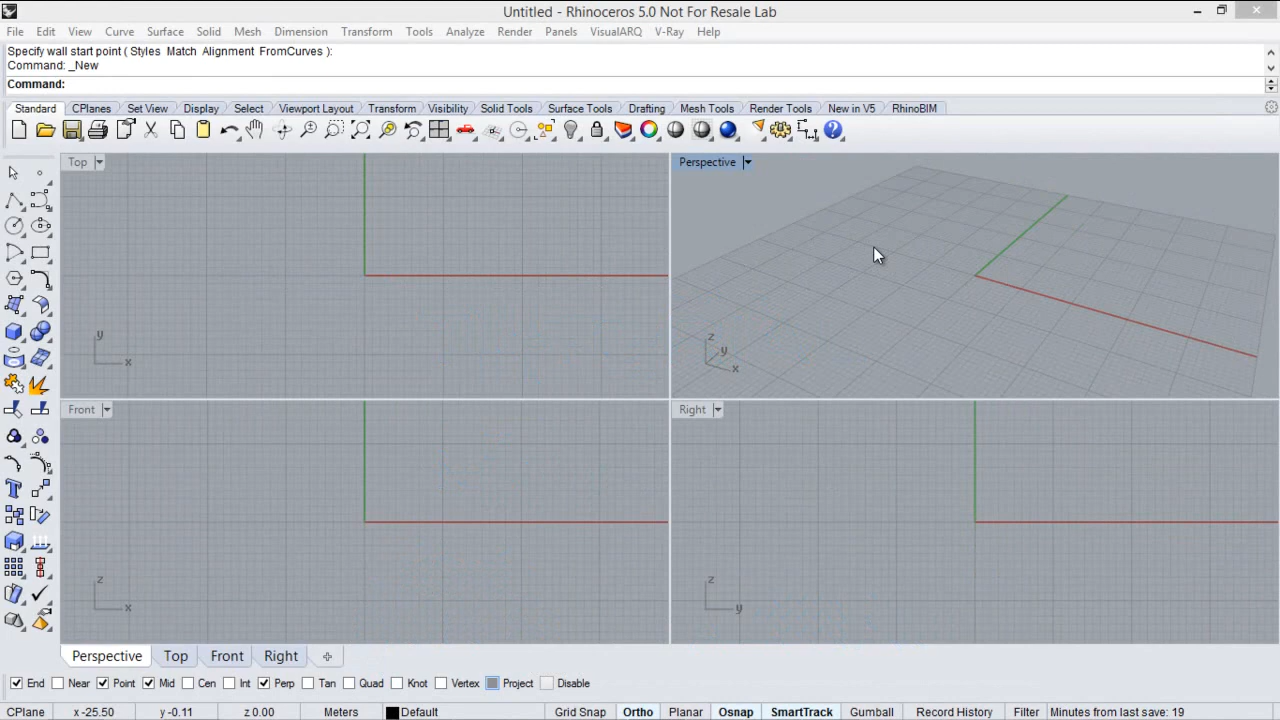 Untitled - Rhinoceros 5.0 Not For Resale Lab
File Edit View Curve Surface Solid Mesh Dimension Transform Tools Analyze Render Panels VisualARQ V-Ray Help
Specify wall start point ( Styles Match Alignment FromCurves ):
Command: _New
Command:
Standard CPlanes Set View Display Select Viewport Layout Transform Visibility Solid Tools Surface Tools Drafting Mesh Tools Render Tools New in V5 RhinoBIM
Top
y
x
Perspective
z
y
x
Front
z
x
Right
z
y
Perspective Top Front Right
End Near Point Mid Cen Int Perp Tan Quad Knot Vertex Project Disable
CPlane x -25.50 y -0.11 z 0.00 Meters Default Grid Snap Ortho Planar Osnap SmartTrack Gumball Record History Filter Minutes from last save: 19